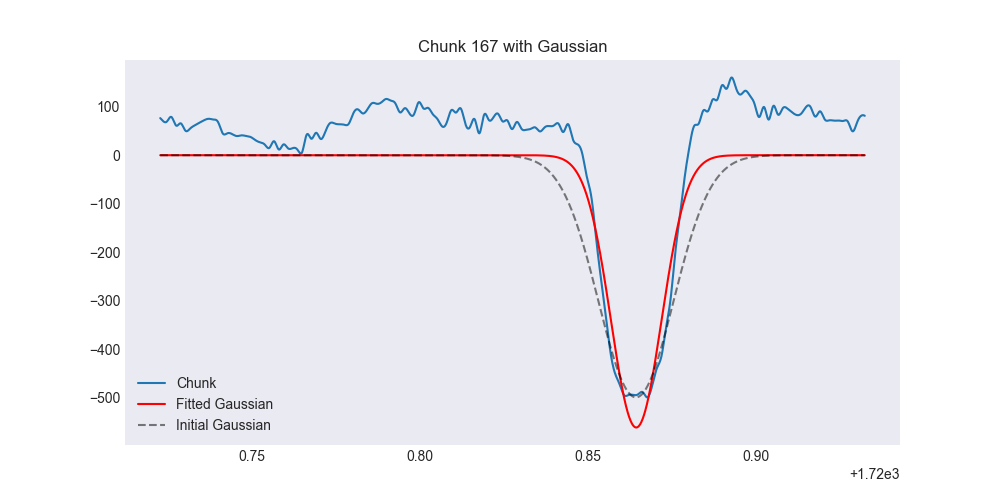 Chunk 167 with Gaussian
100
0
−100
−200
−300
−400
−500
Chunk
Fitted Gaussian
Initial Gaussian
0.75 0.80 0.85 0.90
+1.72e3